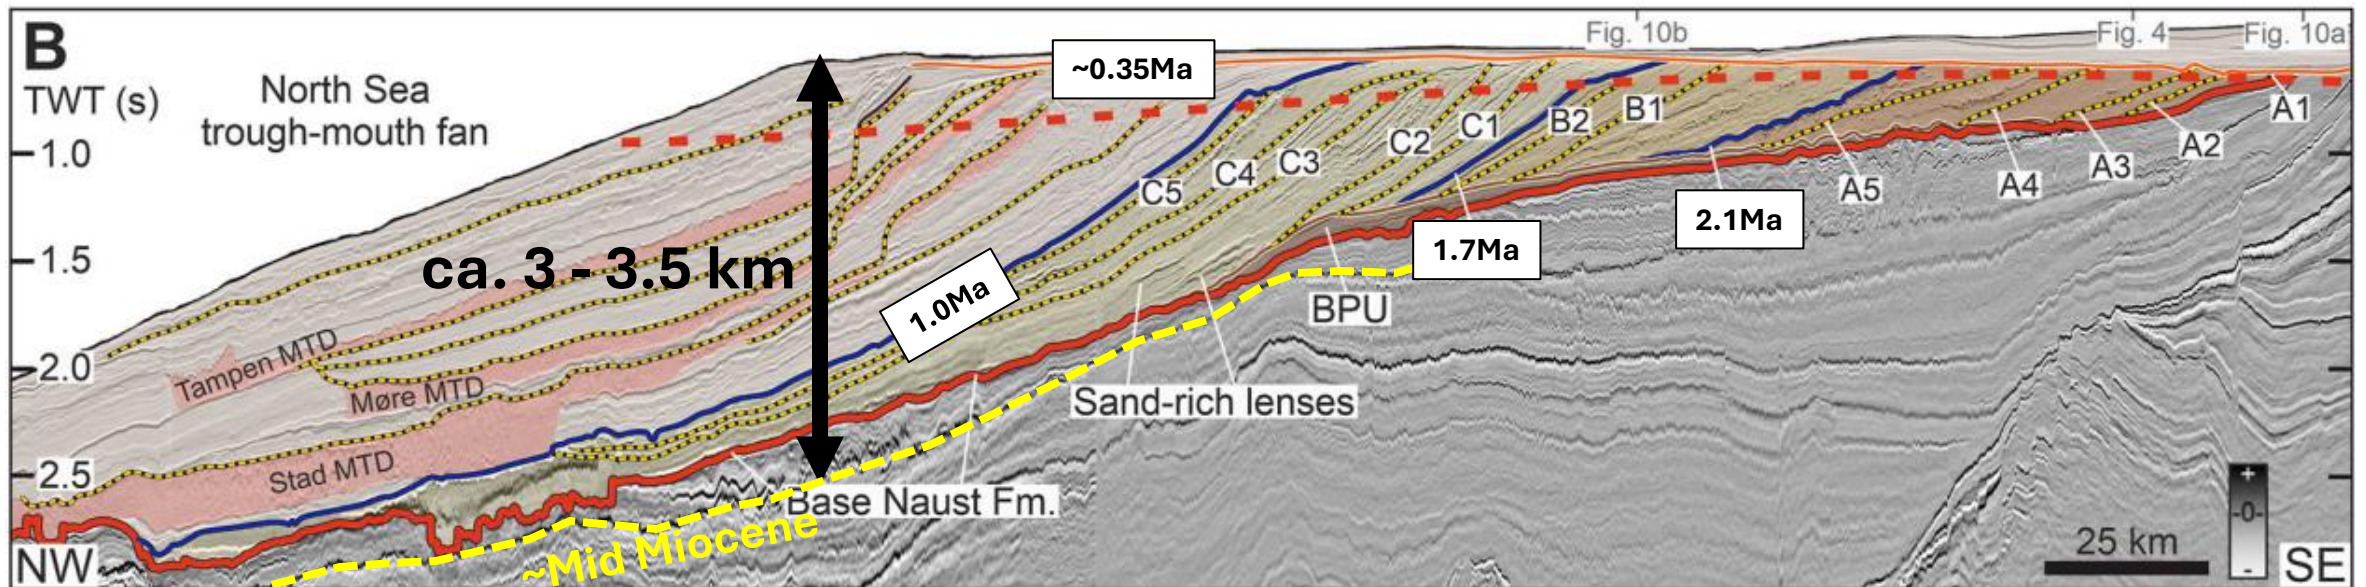 B
TWT (s)
North Sea
trough-mouth fan
Fig. 10b
Fig. 4
Fig. 10a
~0.35Ma
1.0
1.5
2.0
2.5
ca. 3 - 3.5 km
C5
C4
C3
C2
C1
B2
B1
A5
A4
A3
A2
A1
2.1Ma
1.7Ma
1.0Ma
BPU
Sand-rich lenses
Tampen MTD
Møre MTD
Stad MTD
Base Naust Fm.
~Mid Miocene
+
-0-
-
25 km
NW
SE